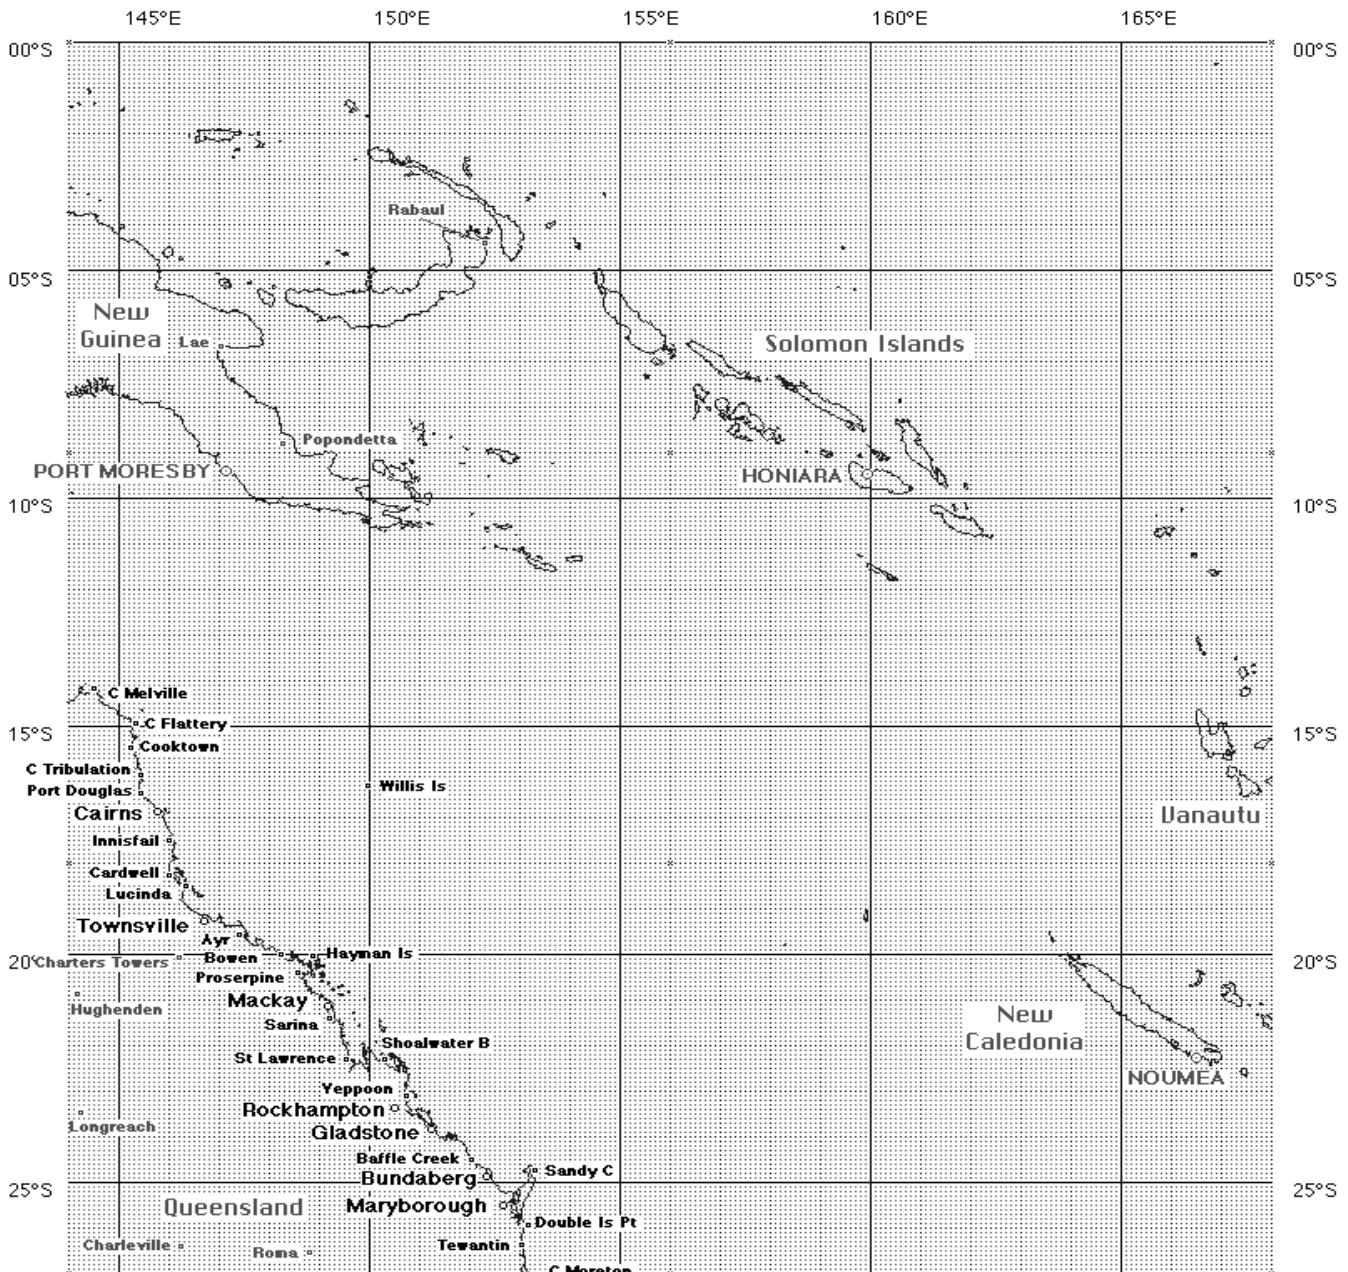 145°E 150°E 155°E 160°E 165°E
00°S 00°S
Rabaul
05°S 05°S
New
Guinea
Lae
Solomon Islands
Popondetta
PORT MORESBY
HONIARA
10°S 10°S
C Melville
C Flattery
15°S 15°S
Cooktown
C Tribulation
Port Douglas
Willis Is
Cairns
Vanautu
Innisfail
Cardwell
Lucinda
Townsville
Ayr
Hayman Is
Bowen
20°S
Charters Towers
20°S
Proserpine
Mackay
Hughenden
New
Caledonia
Sarina
Shoalwater B
St Lawrence
NOUMEA
Yeppoon
Rockhampton
Longreach
Gladstone
Baffle Creek
Sandy C
Bundaberg
25°S 25°S
Queensland
Maryborough
Double Is Pt
Charleville
Tewantin
Roma
C Moreton